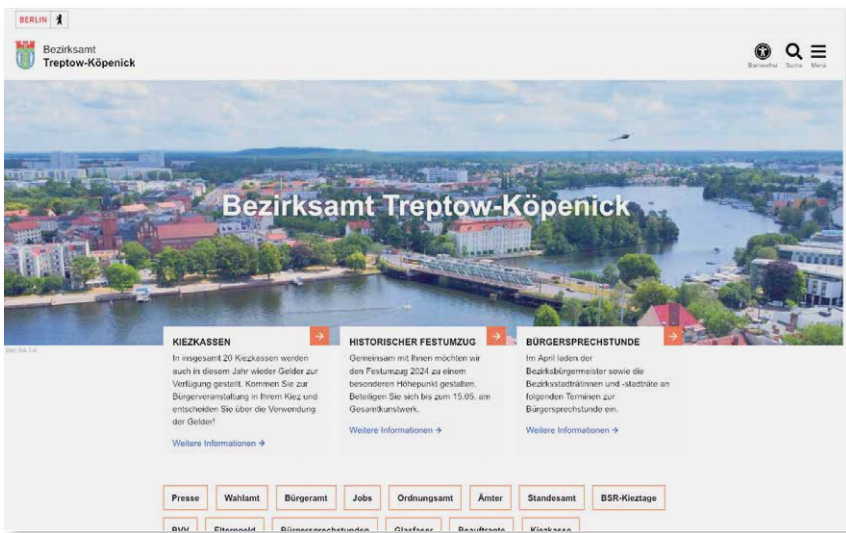 BERLIN
Bezirksamt
Treptow-Köpenick
Barrierefrei Suche Menü
Bezirksamt Treptow-Köpenick
KIEZKASSEN
In insgesamt 20 Kiezkassen werden
auch in diesem Jahr wieder Gelder zur
Verfügung gestellt. Kommen Sie zur
Bürgerveranstaltung in Ihrem Kiez und
entscheiden Sie über die Verwendung
der Gelder!
Weitere Informationen →
HISTORISCHER FESTUMZUG
Gemeinsam mit Ihnen möchten wir
den Festumzug 2024 zu einem
besonderen Höhepunkt gestalten.
Beteiligen Sie sich bis zum 15.05. am
Gesamtkunstwerk.
Weitere Informationen →
BÜRGERSPRECHSTUNDE
Im April laden der
Bezirksbürgermeister sowie die
Bezirksstadträtinnen und -stadträte an
folgenden Terminen zur
Bürgersprechstunde ein.
Weitere Informationen →
Presse Wahlamt Bürgeramt Jobs Ordnungsamt Ämter Standesamt BSR-Kieztage
BVV Elterngeld Bürgersprechstunden Glasfaser Beauftragte Kiezkasse